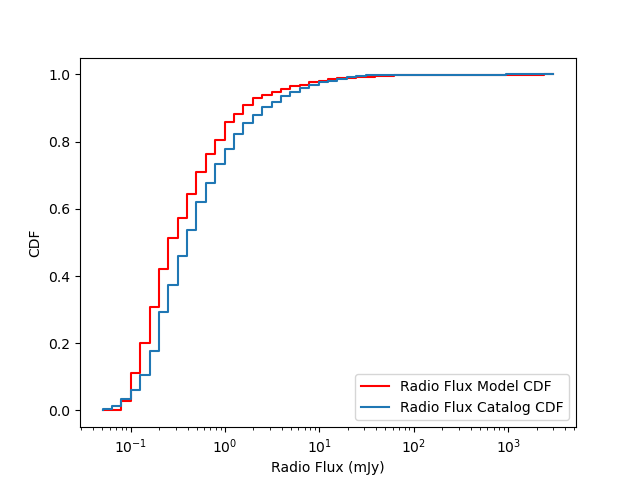 1.0
0.8
0.6
0.4
0.2
0.0
CDF
10⁻¹ 10⁰ 10¹ 10² 10³
Radio Flux (mJy)
Radio Flux Model CDF
Radio Flux Catalog CDF